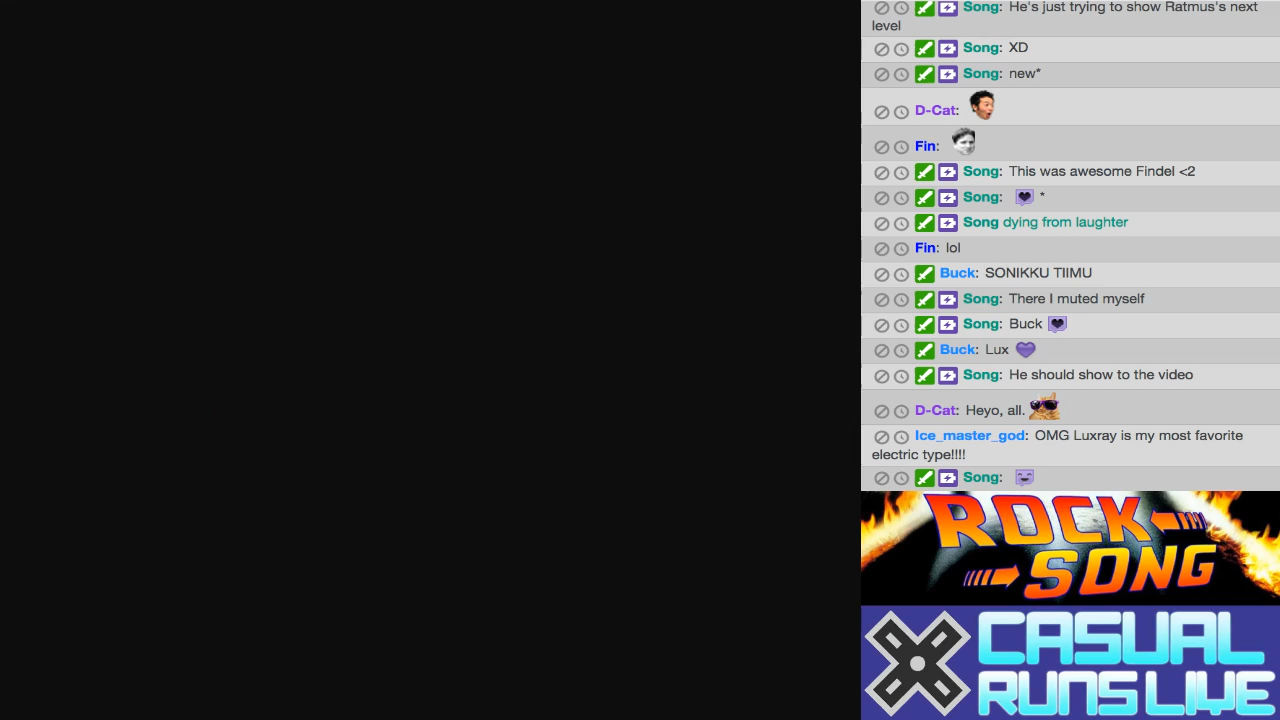 Song: He's just trying to show Ratmus's next
level
Song: XD
Song: new*
D-Cat:
Fin:
Song: This was awesome Findel <2
Song: *
Song dying from laughter
Fin: lol
Buck: SONIKKU TIIMU
Song: There I muted myself
Song: Buck
Buck: Lux
Song: He should show to the video
D-Cat: Heyo, all.
Ice_master_god: OMG Luxray is my most favorite
electric type!!!!
Song:
ROCK
SONG
CASUAL
RUNS LIVE